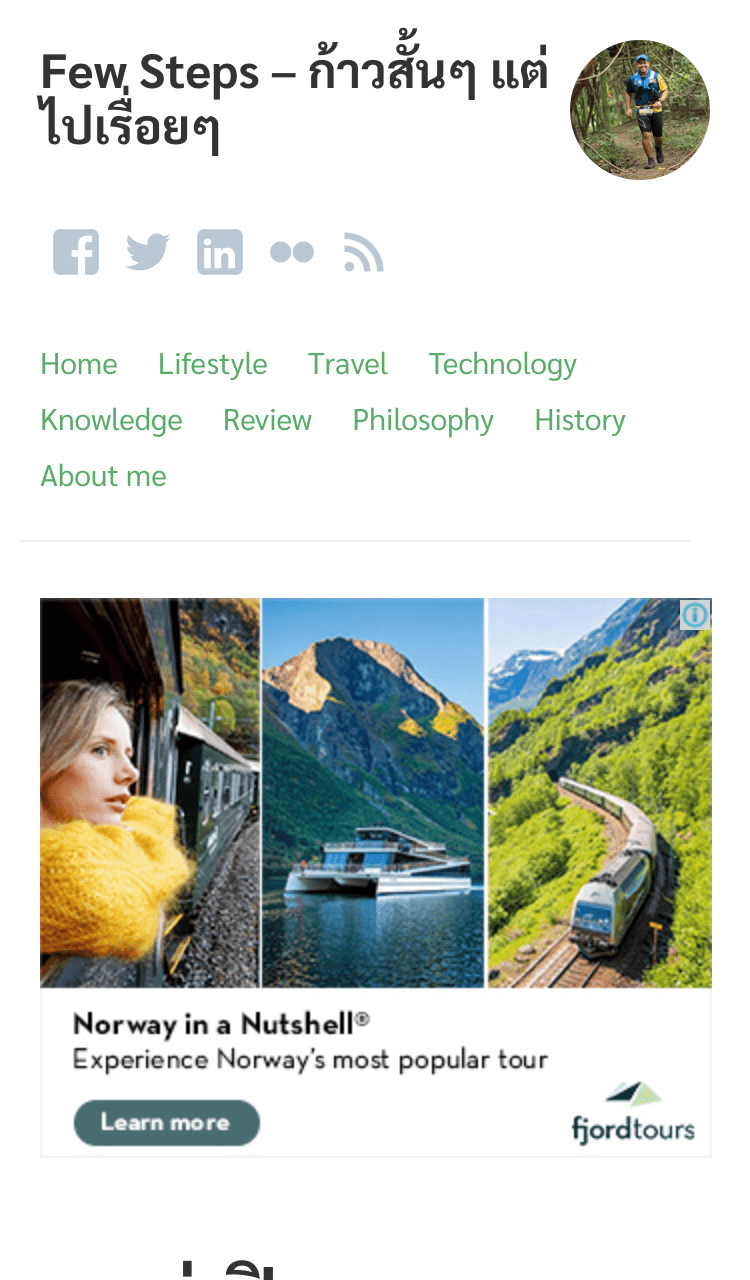 Few Steps – ก้าวสั้นๆ แต่
ไปเรื่อยๆ
Home Lifestyle Travel Technology
Knowledge Review Philosophy History
About me
Norway in a Nutshell®
Experience Norway's most popular tour
Learn more
fjordtours